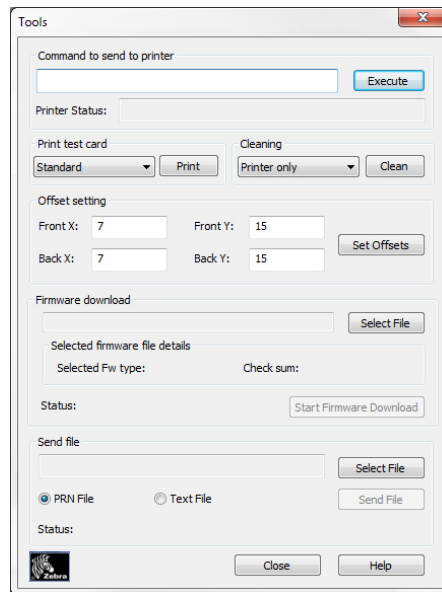 Tools
Command to send to printer
Execute
Printer Status:
Print test card
Cleaning
Standard
Print
Printer only
Clean
Offset setting
Front X: 7 Front Y: 15
Set Offsets
Back X: 7 Back Y: 15
Firmware download
Select File
Selected firmware file details
Selected Fw type: Check sum:
Status:
Start Firmware Download
Send file
Select File
PRN File Text File
Send File
Status:
Zebra
Close
Help